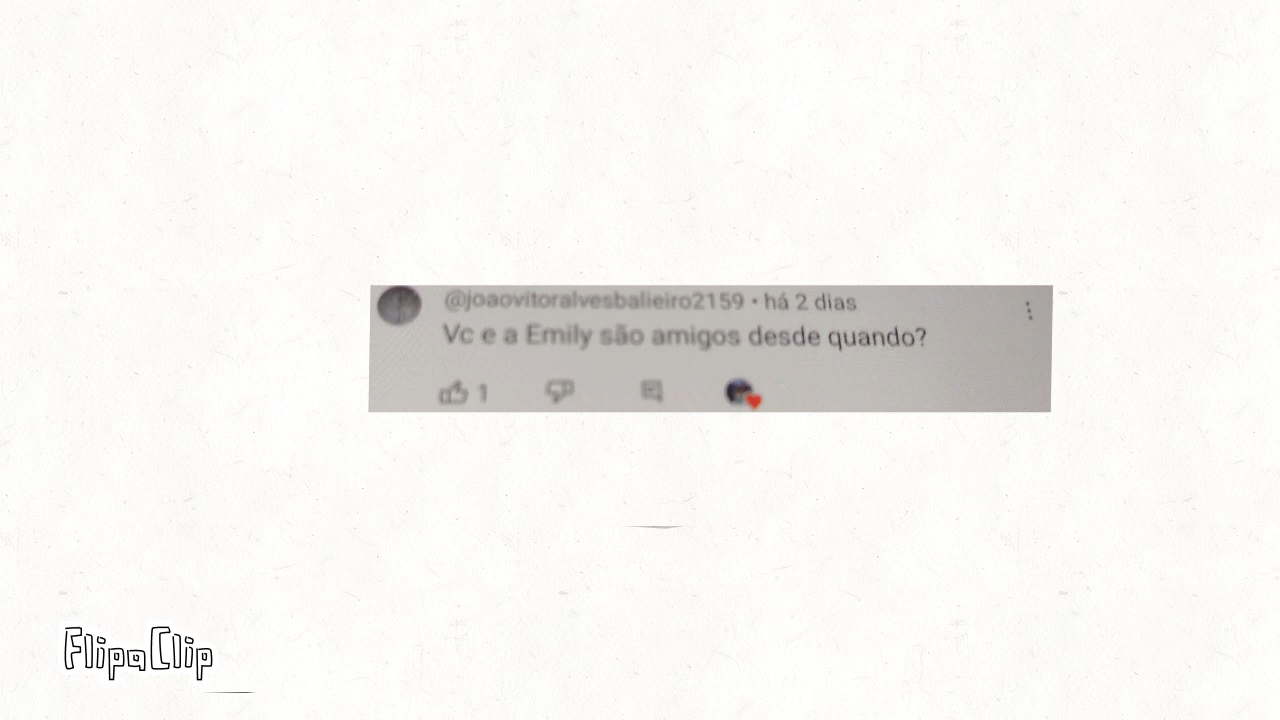 @joaovitoralvesbalieiro2159 • há 2 dias
Vc e a Emily são amigos desde quando?
1
FlipaClip